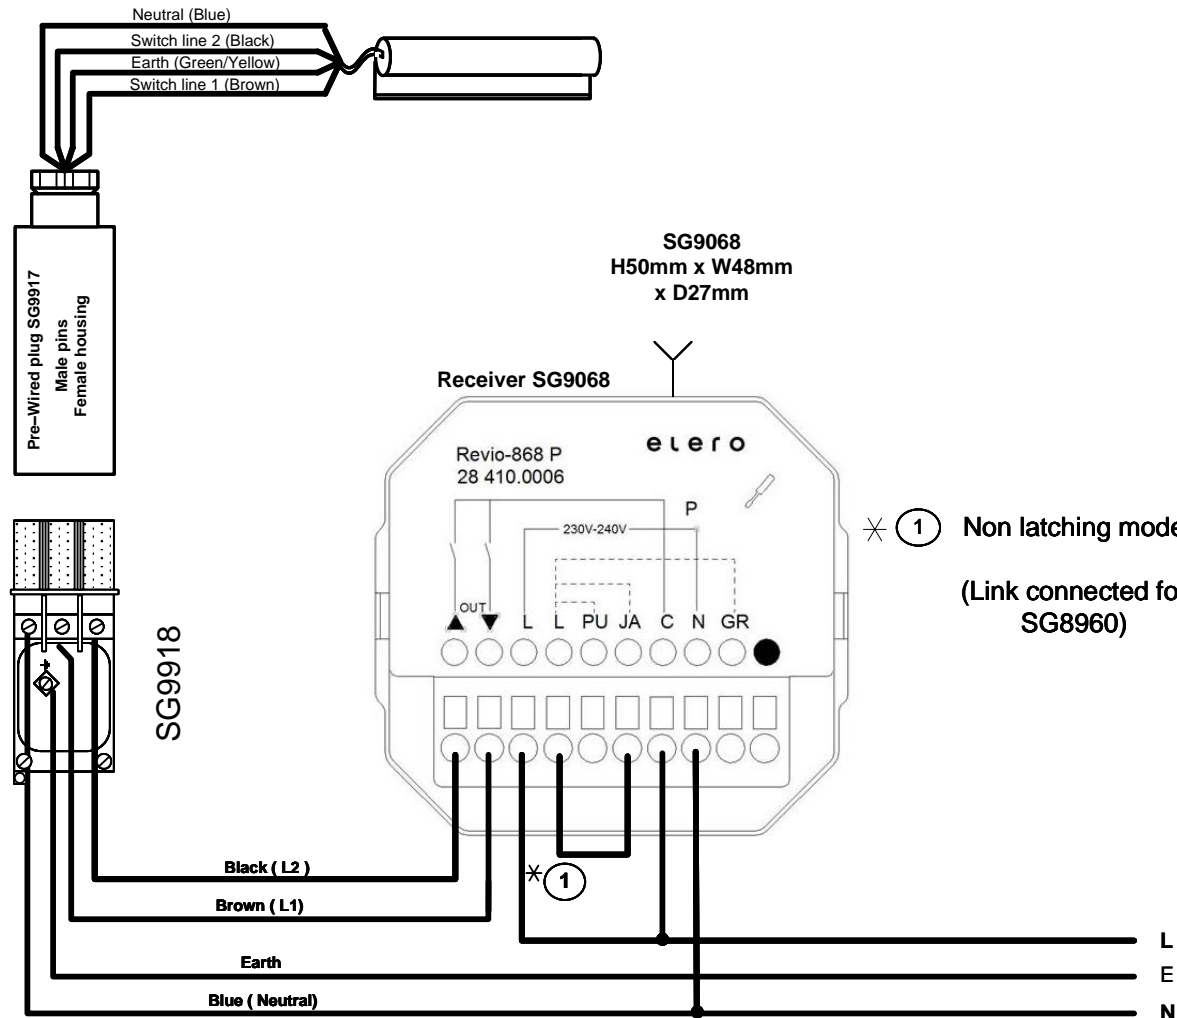 Neutral (Blue)
Switch line 2 (Black)
Earth (Green/Yellow)
Switch line 1 (Brown)
Pre–Wired plug SG9917
Male pins
Female housing
SG9918
SG9068
H50mm x W48mm
x D27mm
Receiver SG9068
elero
Revio-868 P
28 410.0006
P
230V-240V
OUT
L L PU JA C N GR
* 1 Non latching mode
(Link connected fo
SG8960)
* 1
Black ( L2 )
Brown ( L1)
Earth
Blue ( Neutral)
L
E
N